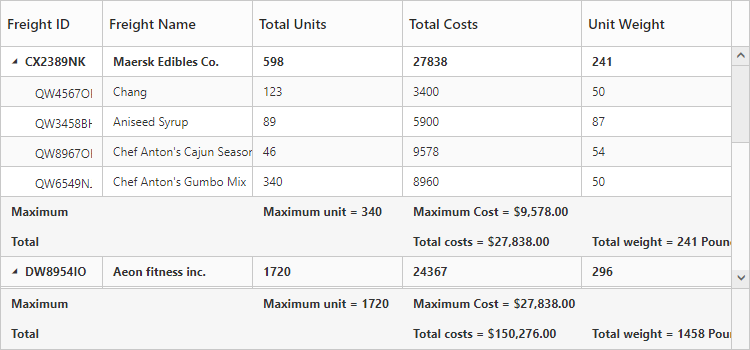 Freight ID Freight Name Total Units Total Costs Unit Weight
CX2389NK Maersk Edibles Co. 598 27838 241
QW4567OI Chang 123 3400 50
QW3458BH Aniseed Syrup 89 5900 87
QW8967OI Chef Anton's Cajun Season 46 9578 54
QW6549NJ Chef Anton's Gumbo Mix 340 8960 50
Maximum Maximum unit = 340 Maximum Cost = $9,578.00
Total Total costs = $27,838.00 Total weight = 241 Poun
DW8954IO Aeon fitness inc. 1720 24367 296
Maximum Maximum unit = 1720 Maximum Cost = $27,838.00
Total Total costs = $150,276.00 Total weight = 1458 Pou